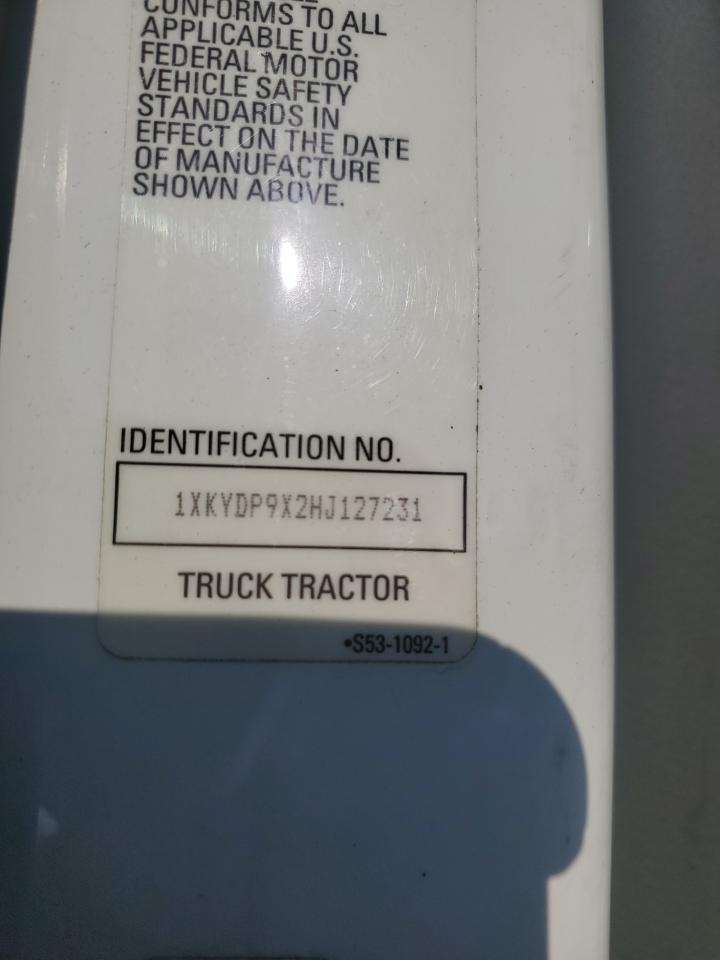 CONFORMS TO ALL
APPLICABLE U.S.
FEDERAL MOTOR
VEHICLE SAFETY
STANDARDS IN
EFFECT ON THE DATE
OF MANUFACTURE
SHOWN ABOVE.
IDENTIFICATION NO.
1XKYDP9X2HJ127231
TRUCK TRACTOR
•S53-1092-1